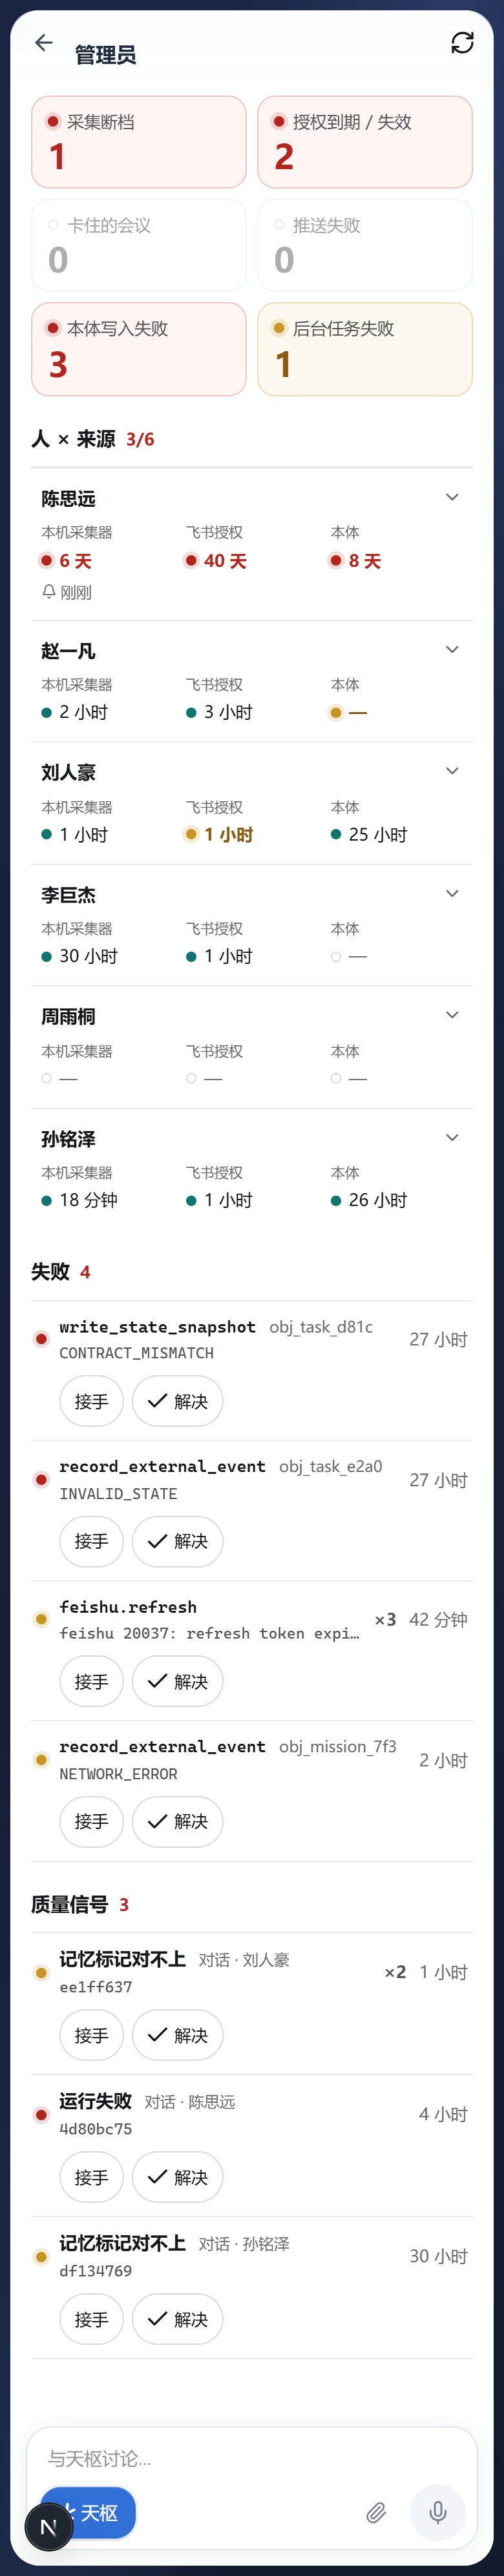 管理员
采集断档
1
授权到期 / 失效
2
卡住的会议
0
推送失败
0
本体写入失败
3
后台任务失败
1
人 × 来源 3/6
陈思远
本机采集器 飞书授权 本体
6 天 40 天 8 天
刚刚
赵一凡
本机采集器 飞书授权 本体
2 小时 3 小时 —
刘人豪
本机采集器 飞书授权 本体
1 小时 1 小时 25 小时
李巨杰
本机采集器 飞书授权 本体
30 小时 1 小时 —
周雨桐
本机采集器 飞书授权 本体
— — —
孙铭泽
本机采集器 飞书授权 本体
18 分钟 1 小时 26 小时
失败 4
write_state_snapshot obj_task_d81c 27 小时
CONTRACT_MISMATCH
接手 解决
record_external_event obj_task_e2a0 27 小时
INVALID_STATE
接手 解决
feishu.refresh ×3 42 分钟
feishu 20037: refresh token expi…
接手 解决
record_external_event obj_mission_7f3 2 小时
NETWORK_ERROR
接手 解决
质量信号 3
记忆标记对不上 对话 · 刘人豪 ×2 1 小时
ee1ff637
接手 解决
运行失败 对话 · 陈思远 4 小时
4d80bc75
接手 解决
记忆标记对不上 对话 · 孙铭泽 30 小时
df134769
接手 解决
与天枢讨论...
天枢
N